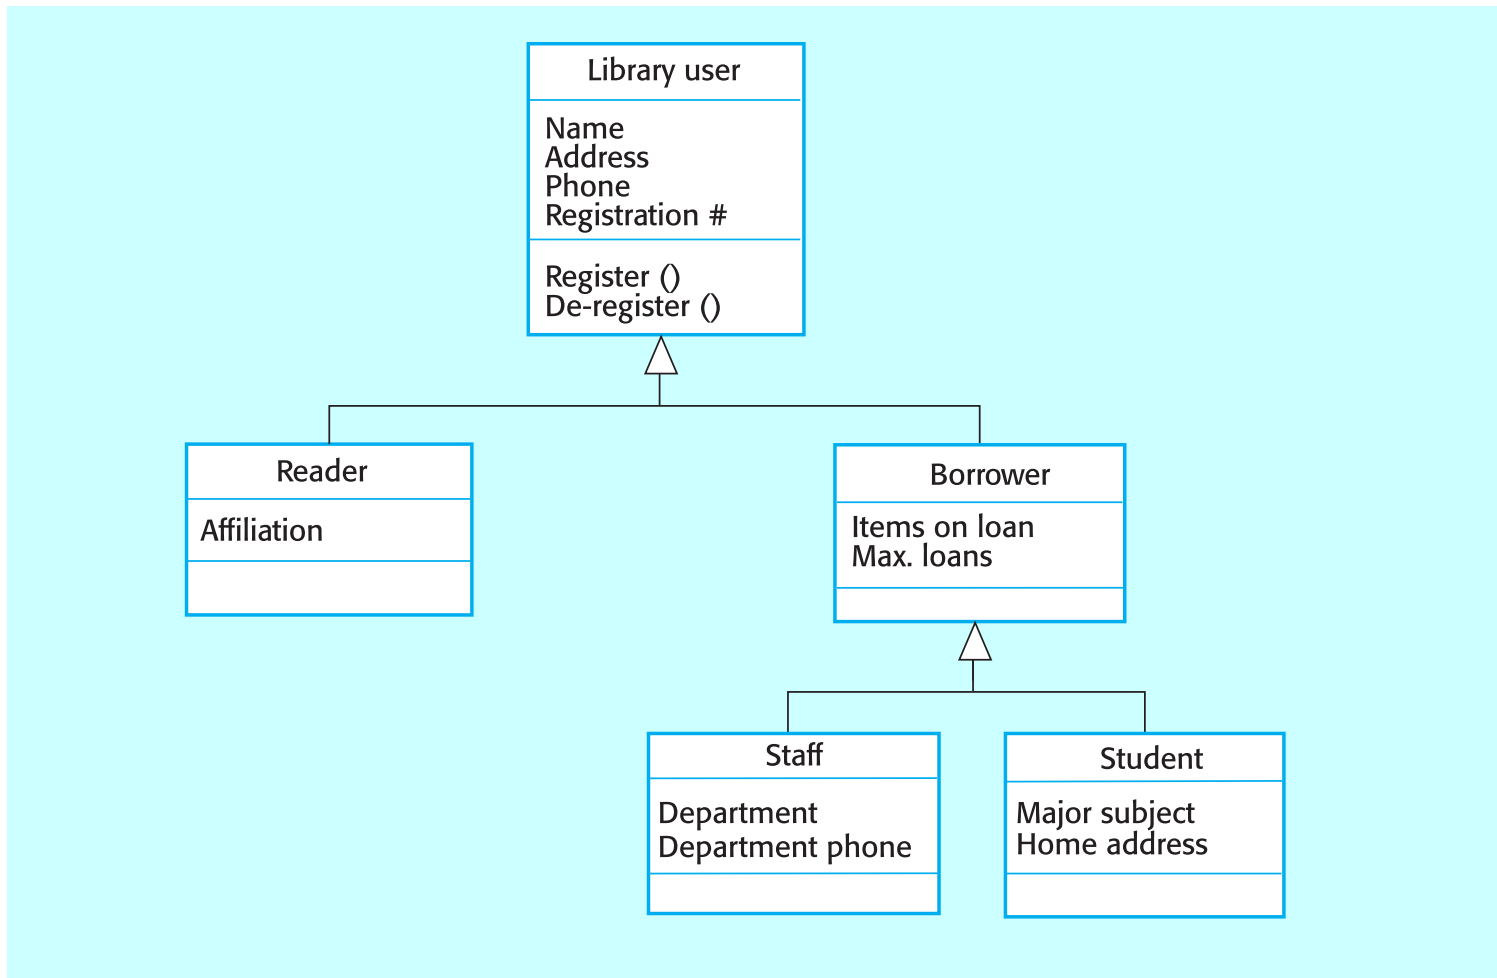 Library user
Name
Address
Phone
Registration #
Register ()
De-register ()
Reader
Affiliation
Borrower
Items on loan
Max. loans
Staff
Department
Department phone
Student
Major subject
Home address